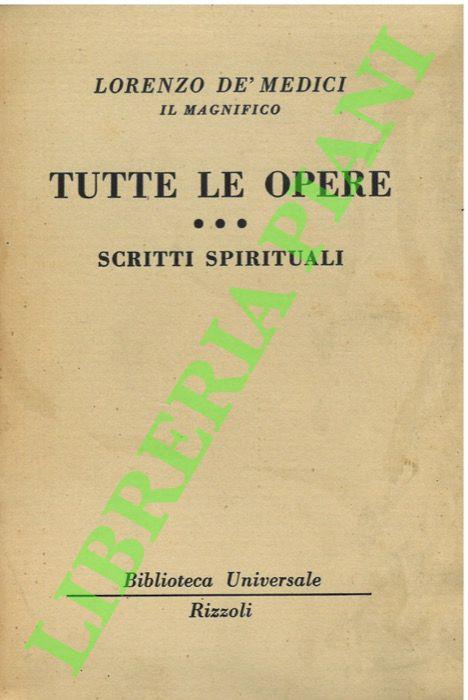 LORENZO DE' MEDICI
IL MAGNIFICO
TUTTE LE OPERE
•••
SCRITTI SPIRITUALI
LIBRERIA PIANI
Biblioteca Universale
Rizzoli